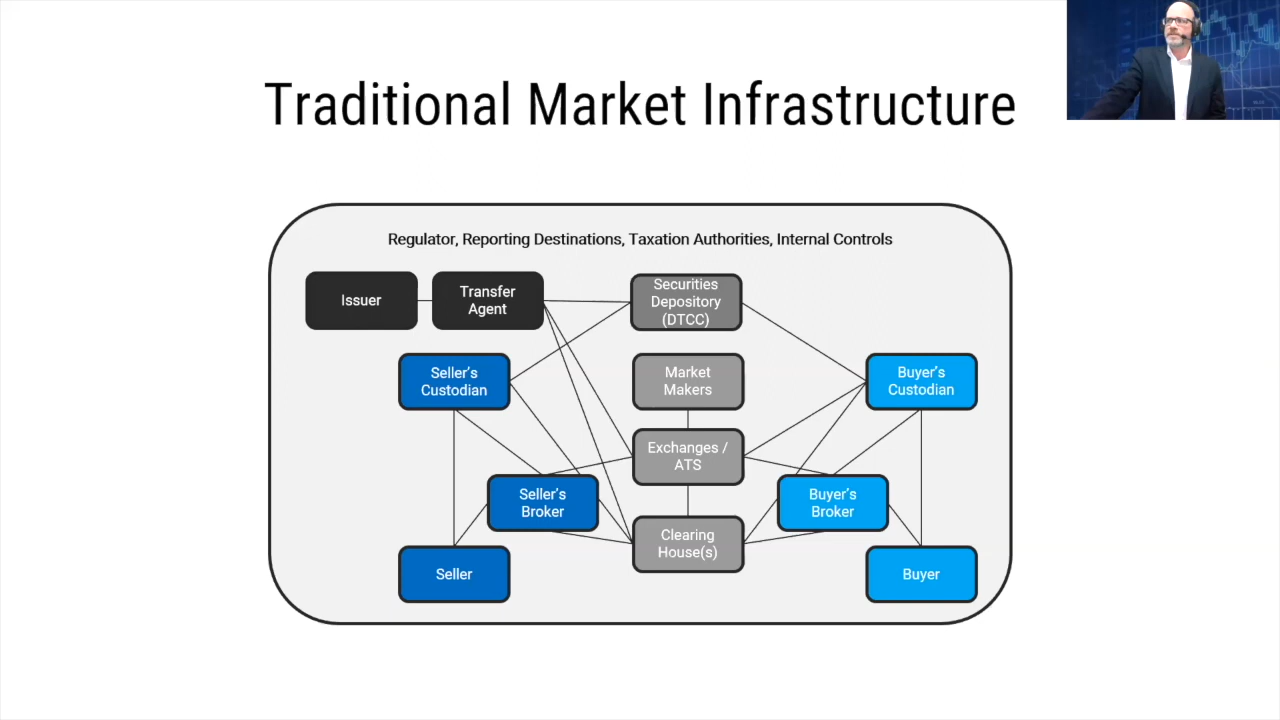 Traditional Market Infrastructure
Regulator, Reporting Destinations, Taxation Authorities, Internal Controls
Issuer
Transfer
Agent
Securities
Depository
(DTCC)
Seller's
Custodian
Market
Makers
Buyer's
Custodian
Exchanges /
ATS
Seller's
Broker
Buyer's
Broker
Clearing
House(s)
Seller
Buyer